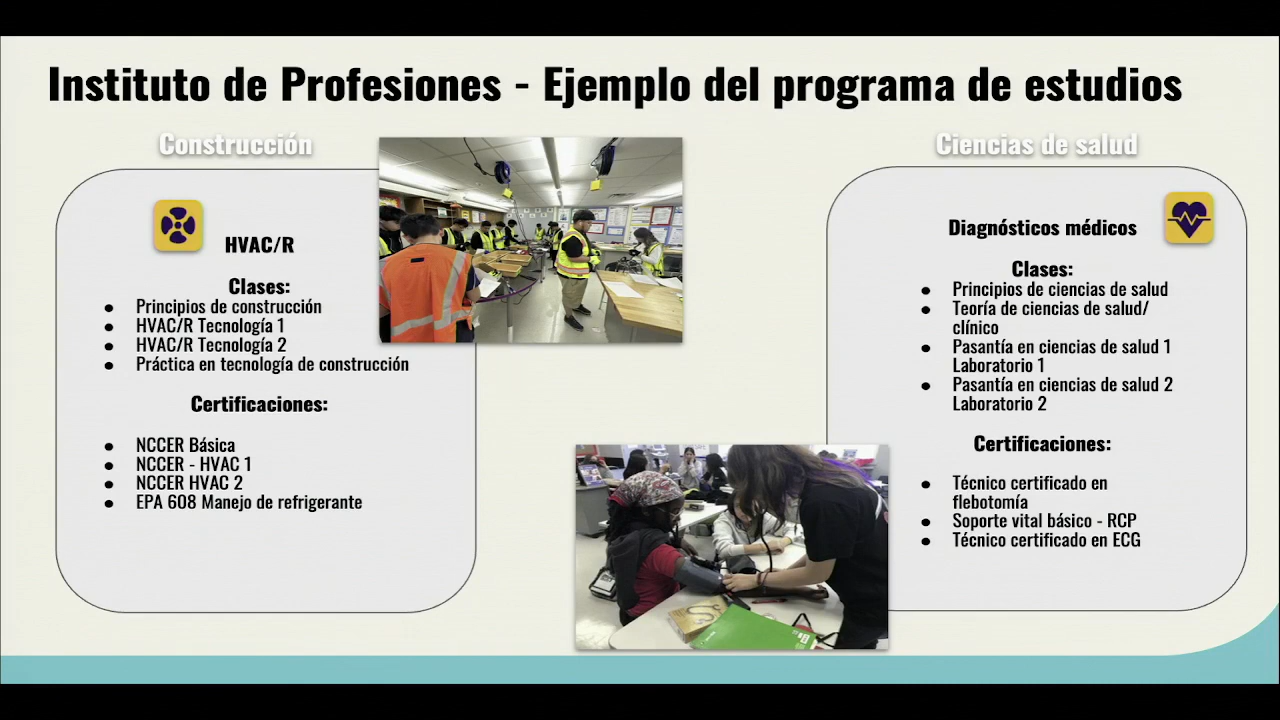 Instituto de Profesiones - Ejemplo del programa de estudios
Construcción
HVAC/R
Clases:
● Principios de construcción
● HVAC/R Tecnología 1
● HVAC/R Tecnología 2
● Práctica en tecnología de construcción
Certificaciones:
● NCCER Básica
● NCCER - HVAC 1
● NCCER HVAC 2
● EPA 608 Manejo de refrigerante
Ciencias de salud
Diagnósticos médicos
Clases:
● Principios de ciencias de salud
● Teoría de ciencias de salud/
clínico
● Pasantía en ciencias de salud 1
Laboratorio 1
● Pasantía en ciencias de salud 2
Laboratorio 2
Certificaciones:
● Técnico certificado en
flebotomía
● Soporte vital básico - RCP
● Técnico certificado en ECG